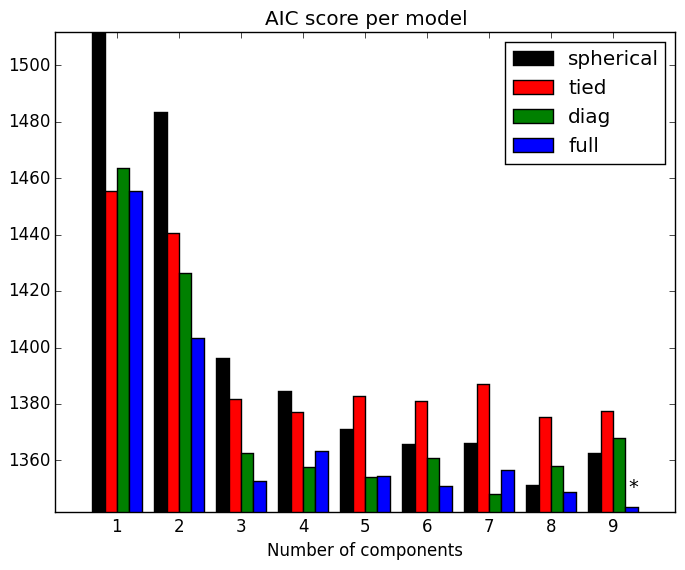 AIC score per model
1500
1480
1460
1440
1420
1400
1380
1360
spherical
tied
diag
full
*
1 2 3 4 5 6 7 8 9
Number of components